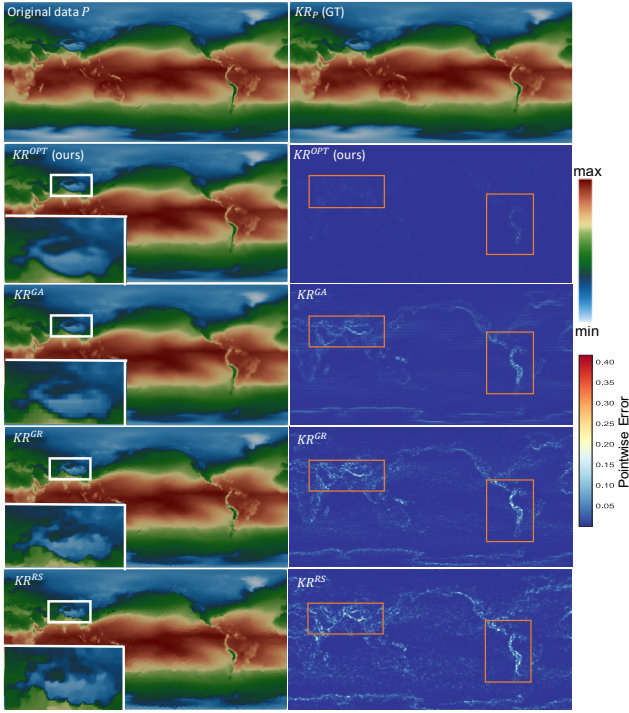 Original data P
KR_P (GT)
KR^OPT (ours)
KR^OPT (ours)
max
min
KR^GA
KR^GA
0.40
0.35
0.30
0.25
0.20
0.15
0.10
0.05
Pointwise Error
KR^GR
KR^GR
KR^RS
KR^RS